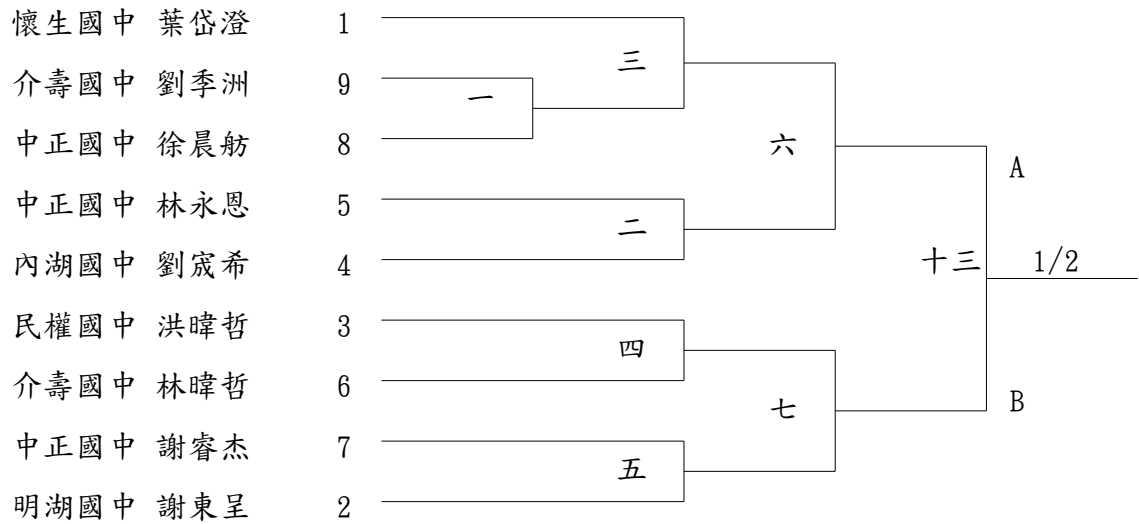 懷生國中 葉岱澄 1
三
介壽國中 劉季洲 9
一
中正國中 徐晨舫 8
六
A
中正國中 林永恩 5
二
內湖國中 劉宬希 4
十三 1/2
民權國中 洪暐哲 3
四
介壽國中 林暐哲 6
七
B
中正國中 謝睿杰 7
五
明湖國中 謝東呈 2